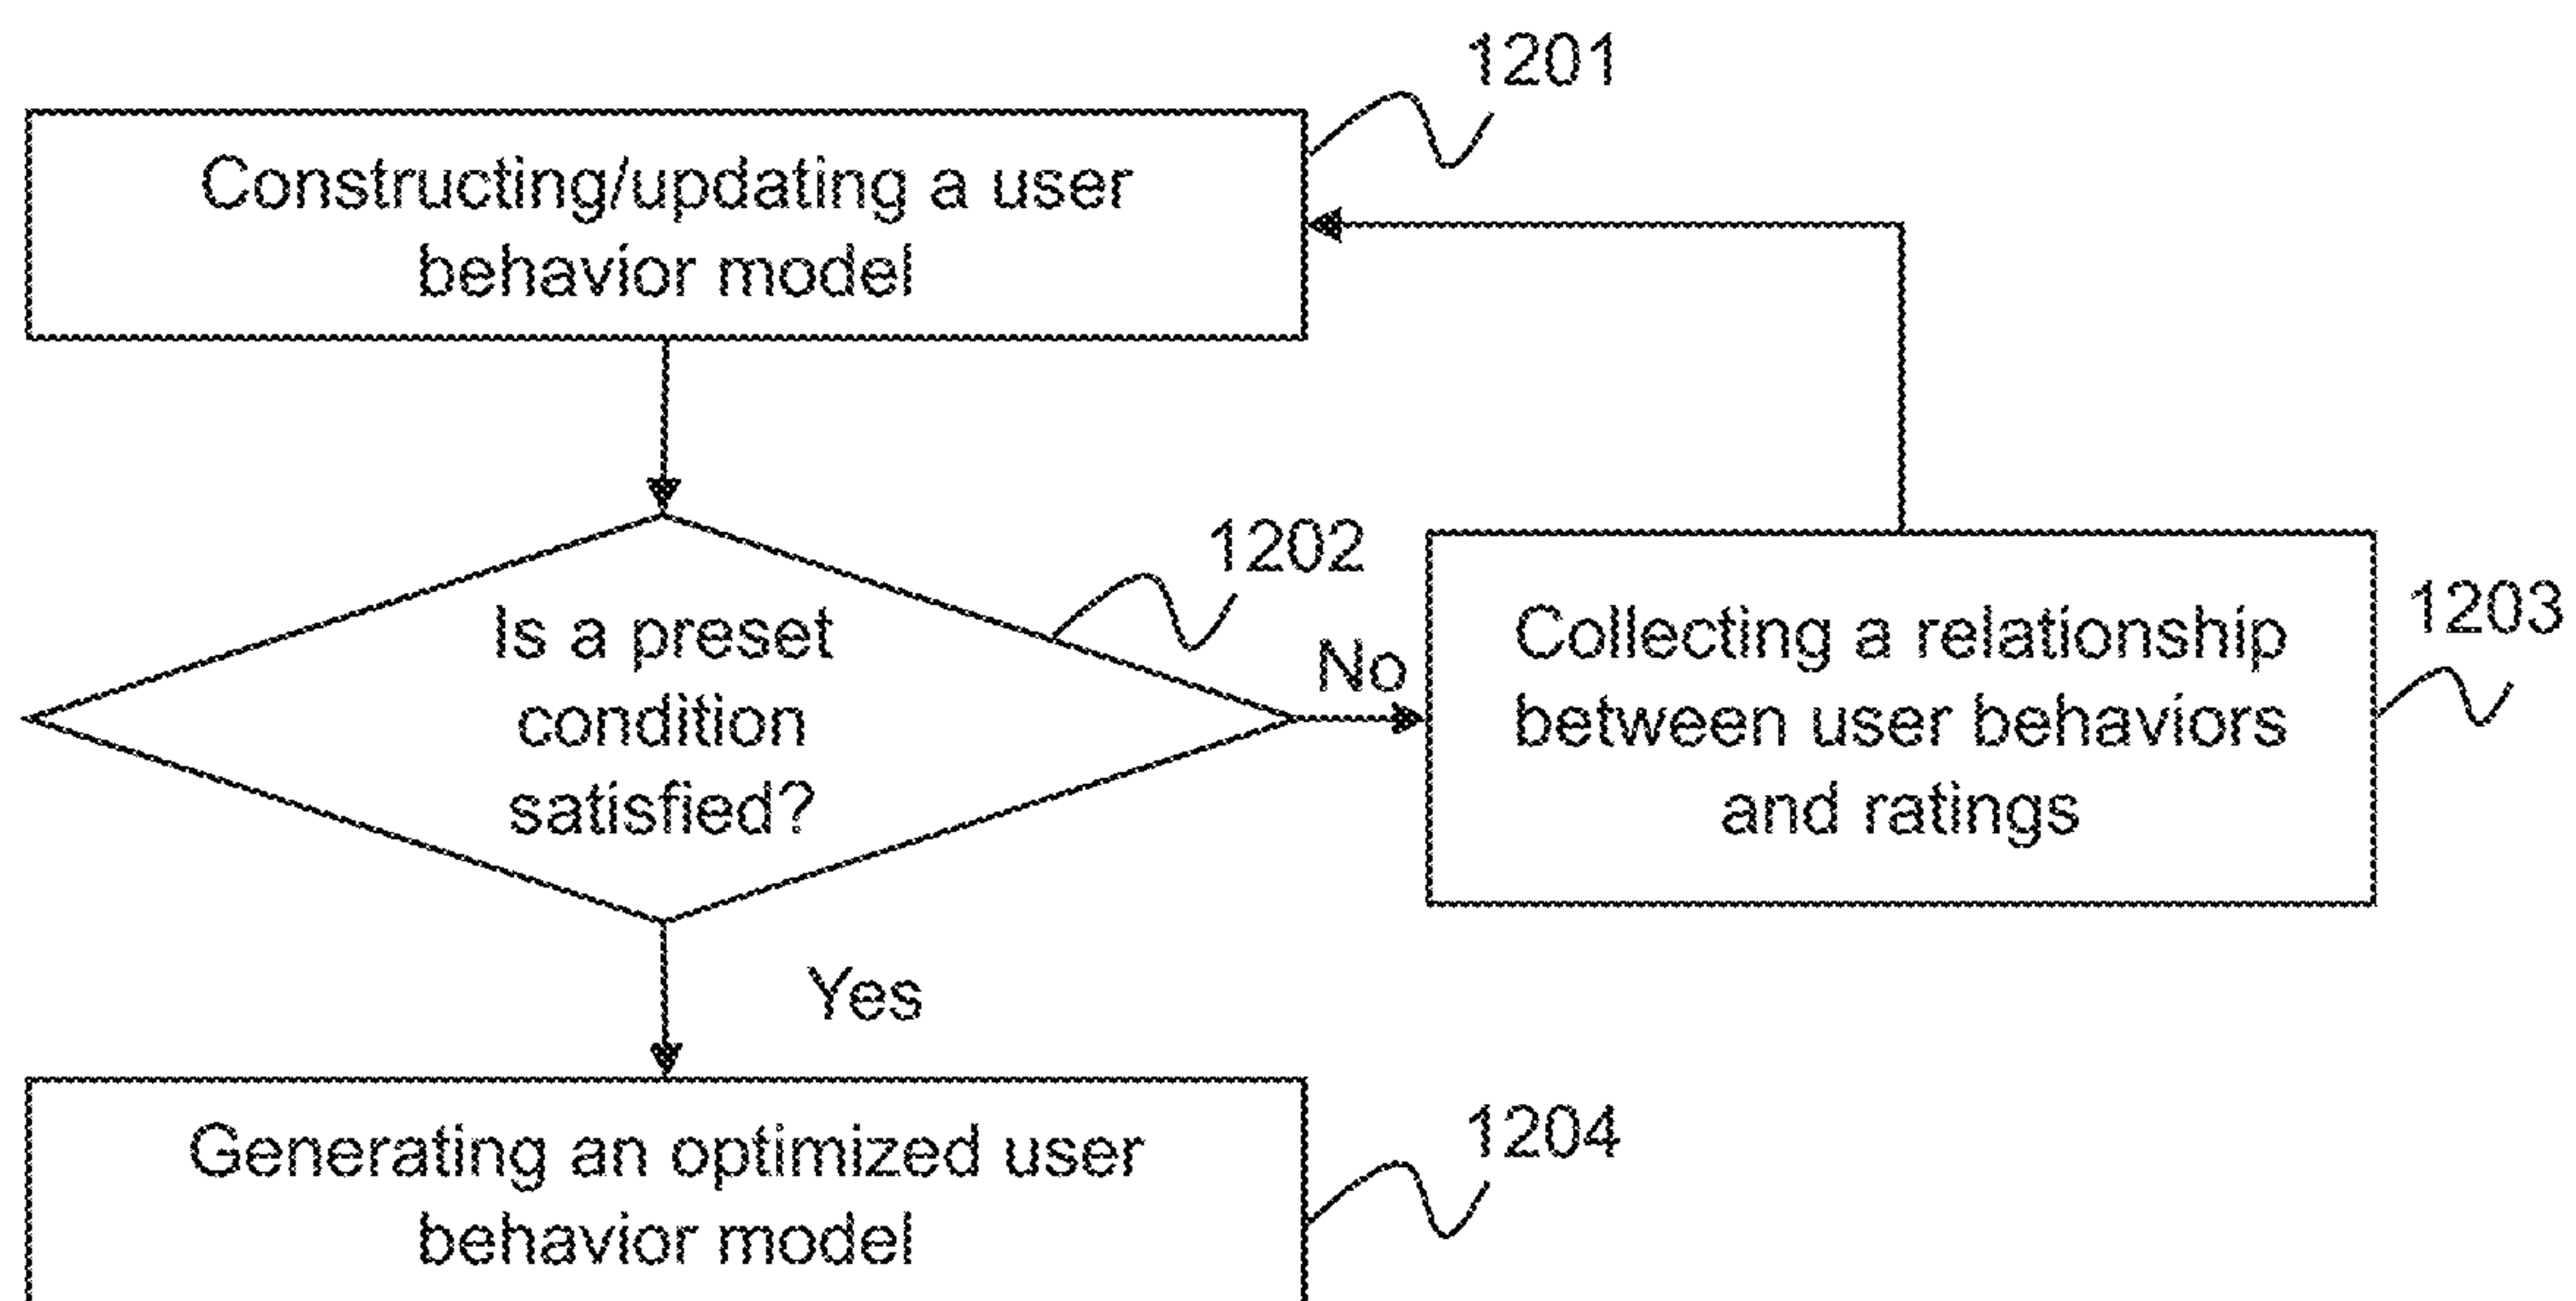 1201
Constructing/updating a user
behavior model
1202
Is a preset
condition
satisfied?
No
Collecting a relationship
between user behaviors
and ratings
1203
Yes
Generating an optimized user
behavior model
1204